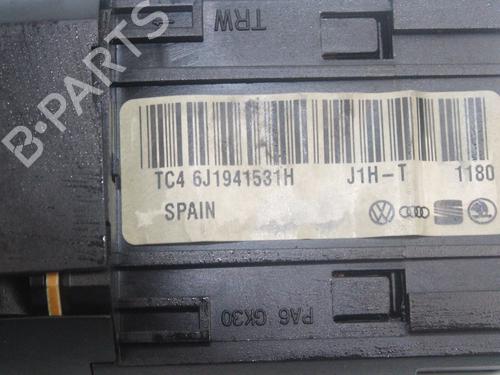 TRW
B-PARTS
TC4 6J1941531H J1H-T 1180
SPAIN
PA6 GK30